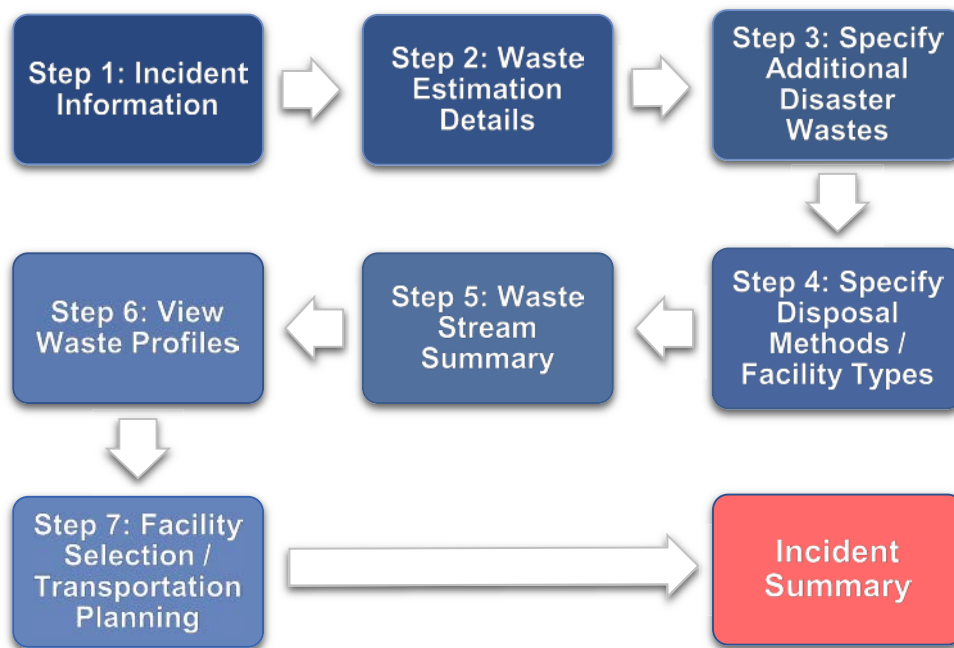 Step 1: Incident
Information
Step 2: Waste
Estimation
Details
Step 3: Specify
Additional
Disaster
Wastes
Step 4: Specify
Disposal
Methods /
Facility Types
Step 5: Waste
Stream
Summary
Step 6: View
Waste Profiles
Step 7: Facility
Selection /
Transportation
Planning
Incident
Summary